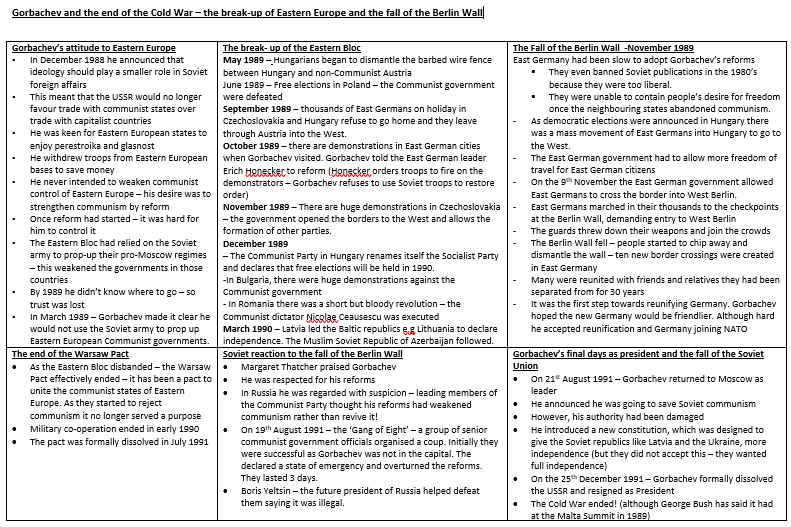 Gorbachev and the end of the Cold War – the break-up of Eastern Europe and the fall of the Berlin Wall
Gorbachev's attitude to Eastern Europe
• In December 1988 he announced that
ideology should play a smaller role in Soviet
foreign affairs
• This meant that the USSR would no longer
favour trade with communist states over
trade with capitalist countries
• He was keen for Eastern European states to
enjoy perestroika and glasnost
• He withdrew troops from Eastern European
bases to save money
• He never intended to weaken communist
control of Eastern Europe – his desire was to
strengthen communism by reform
• Once reform had started – it was hard for
him to control it
• The Eastern Bloc had relied on the Soviet
army to prop-up their pro-Moscow regimes
– this weakened the governments in those
countries
• By 1989 he didn't know where to go – so
trust was lost
• In March 1989 – Gorbachev made it clear he
would not use the Soviet army to prop up
Eastern European Communist governments.
The break- up of the Eastern Bloc
May 1989 – Hungarians began to dismantle the barbed wire fence
between Hungary and non-Communist Austria
June 1989 – Free elections in Poland – the Communist government
were defeated
September 1989 – thousands of East Germans on holiday in
Czechoslovakia and Hungary refuse to go home and they leave
through Austria into the West.
October 1989 – there are demonstrations in East German cities
when Gorbachev visited. Gorbachev told the East German leader
Erich Honecker to reform (Honecker orders troops to fire on the
demonstrators – Gorbachev refuses to use Soviet troops to restore
order)
November 1989 – There are huge demonstrations in Czechoslovakia
– the government opened the borders to the West and allows the
formation of other parties.
December 1989
– The Communist Party in Hungary renames itself the Socialist Party
and declares that free elections will be held in 1990.
-In Bulgaria, there were huge demonstrations against the
Communist government
- In Romania there was a short but bloody revolution – the
Communist dictator Nicolae Ceausescu was executed
March 1990 – Latvia led the Baltic republics e.g Lithuania to declare
independence. The Muslim Soviet Republic of Azerbaijan followed.
The Fall of the Berlin Wall -November 1989
East Germany had been slow to adopt Gorbachev's reforms
▪ They even banned Soviet publications in the 1980's
because they were too liberal.
▪ They were unable to contain people's desire for freedom
once the neighbouring states abandoned communism.
- As democratic elections were announced in Hungary there
was a mass movement of East Germans into Hungary to go to
the West.
- The East German government had to allow more freedom of
travel for East German citizens
- On the 9th November the East German government allowed
East Germans to cross the border into West Berlin.
- East Germans marched in their thousands to the checkpoints
at the Berlin Wall, demanding entry to West Berlin
- The guards threw down their weapons and join the crowds
- The Berlin Wall fell – people started to chip away and
dismantle the wall – ten new border crossings were created
in East Germany
- Many were reunited with friends and relatives they had been
separated from for 30 years
- It was the first step towards reunifying Germany. Gorbachev
hoped the new Germany would be friendlier. Although hard
he accepted reunification and Germany joining NATO
The end of the Warsaw Pact
• As the Eastern Bloc disbanded – the Warsaw
Pact effectively ended – it has been a pact to
unite the communist states of Eastern
Europe. As they started to reject
communism it no longer served a purpose
• Military co-operation ended in early 1990
• The pact was formally dissolved in July 1991
Soviet reaction to the fall of the Berlin Wall
• Margaret Thatcher praised Gorbachev
• He was respected for his reforms
• In Russia he was regarded with suspicion – leading members of
the Communist Party thought his reforms had weakened
communism rather than revive it!
• On 19th August 1991 – the 'Gang of Eight' – a group of senior
communist government officials organised a coup. Initially they
were successful as Gorbachev was not in the capital. The
declared a state of emergency and overturned the reforms.
They lasted 3 days.
• Boris Yeltsin – the future president of Russia helped defeat
them saying it was illegal.
Gorbachev's final days as president and the fall of the Soviet
Union
• On 21st August 1991 – Gorbachev returned to Moscow as
leader
• He announced he was going to save Soviet communism
• However, his authority had been damaged
• He introduced a new constitution, which was designed to
give the Soviet republics like Latvia and the Ukraine, more
independence (but they did not accept this – they wanted
full independence)
• On the 25th December 1991 – Gorbachev formally dissolved
the USSR and resigned as President
• The Cold War ended! (although George Bush has said it had
at the Malta Summit in 1989)